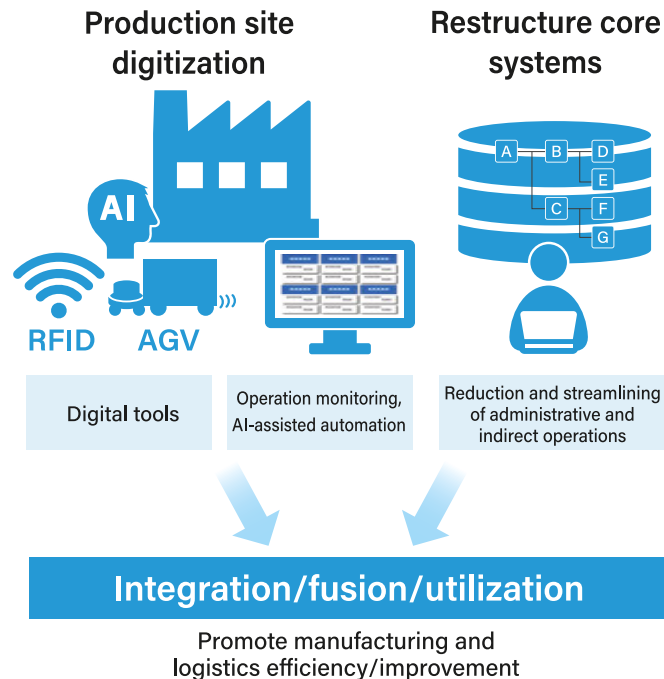 Production site
digitization
Restructure core
systems
AI
RFID
AGV
A
B
D
E
C
F
G
Digital tools
Operation monitoring,
AI-assisted automation
Reduction and streamlining
of administrative and
indirect operations
Integration/fusion/utilization
Promote manufacturing and
logistics efficiency/improvement